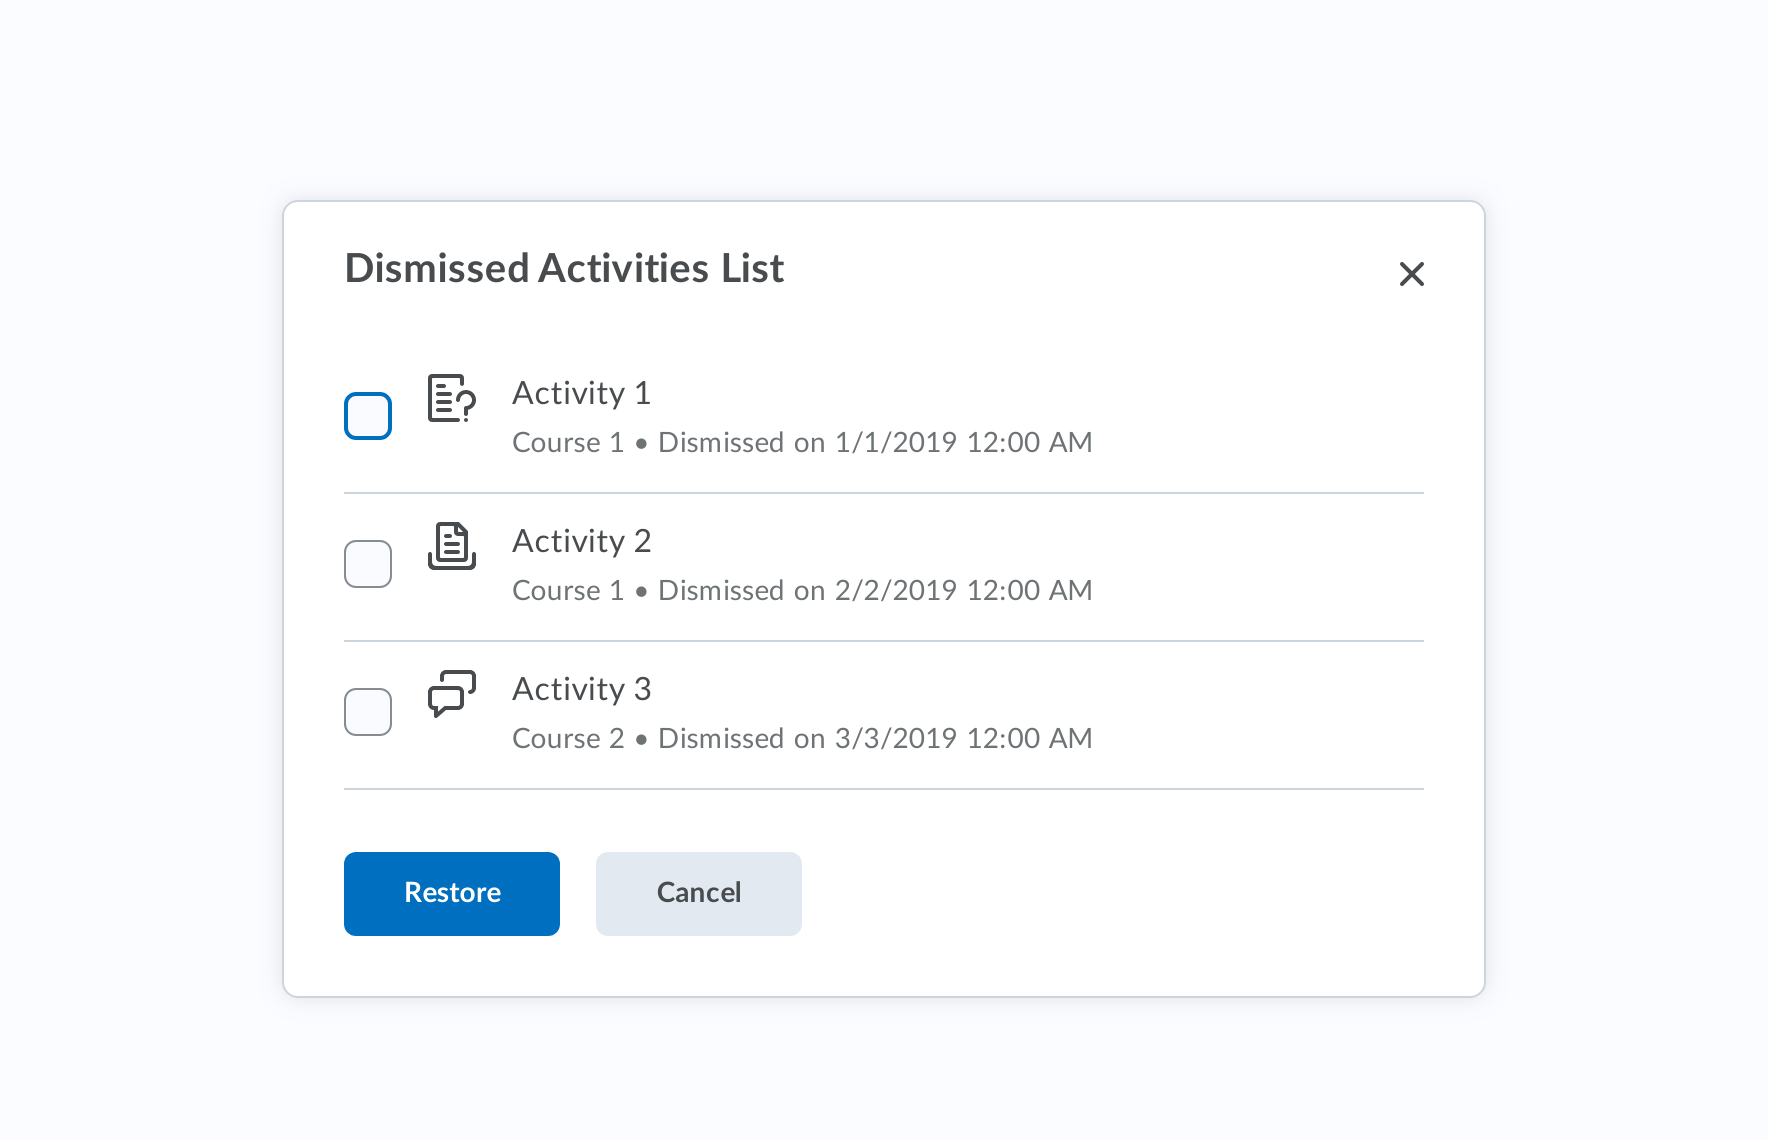 Dismissed Activities List
Activity 1
Course 1 • Dismissed on 1/1/2019 12:00 AM
Activity 2
Course 1 • Dismissed on 2/2/2019 12:00 AM
Activity 3
Course 2 • Dismissed on 3/3/2019 12:00 AM
Restore
Cancel